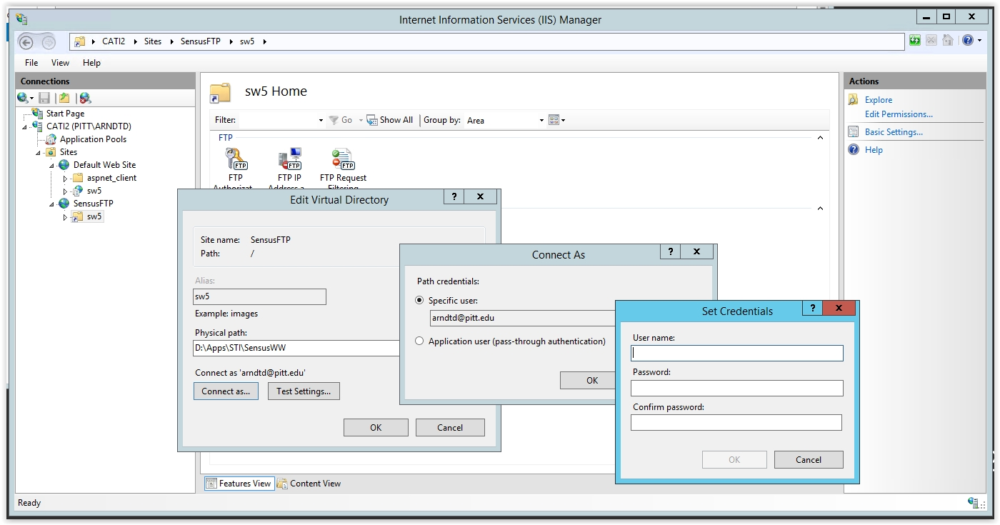 Internet Information Services (IIS) Manager
CATI2 Sites SensusFTP sw5
File View Help
Connections
Start Page
CATI2 (PITT\ARNDTD)
Application Pools
Sites
Default Web Site
aspnet_client
sw5
SensusFTP
sw5
sw5 Home
Filter: Go Show All Group by: Area
FTP
FTP FTP FTP
FTP FTP IP FTP Request
Authorizat... Address a... Filtering
Actions
Explore
Edit Permissions...
Basic Settings...
Help
Edit Virtual Directory ?
Site name: SensusFTP
Path: /
Alias:
sw5
Example: images
Physical path:
D:\Apps\STI\SensusWW
Connect as 'arndtd@pitt.edu'
Connect as... Test Settings...
OK Cancel
Connect As ?
Path credentials:
Specific user:
arndtd@pitt.edu
Application user (pass-through authentication)
OK
Set Credentials ?
User name:
Password:
Confirm password:
OK Cancel
Features View Content View
Ready